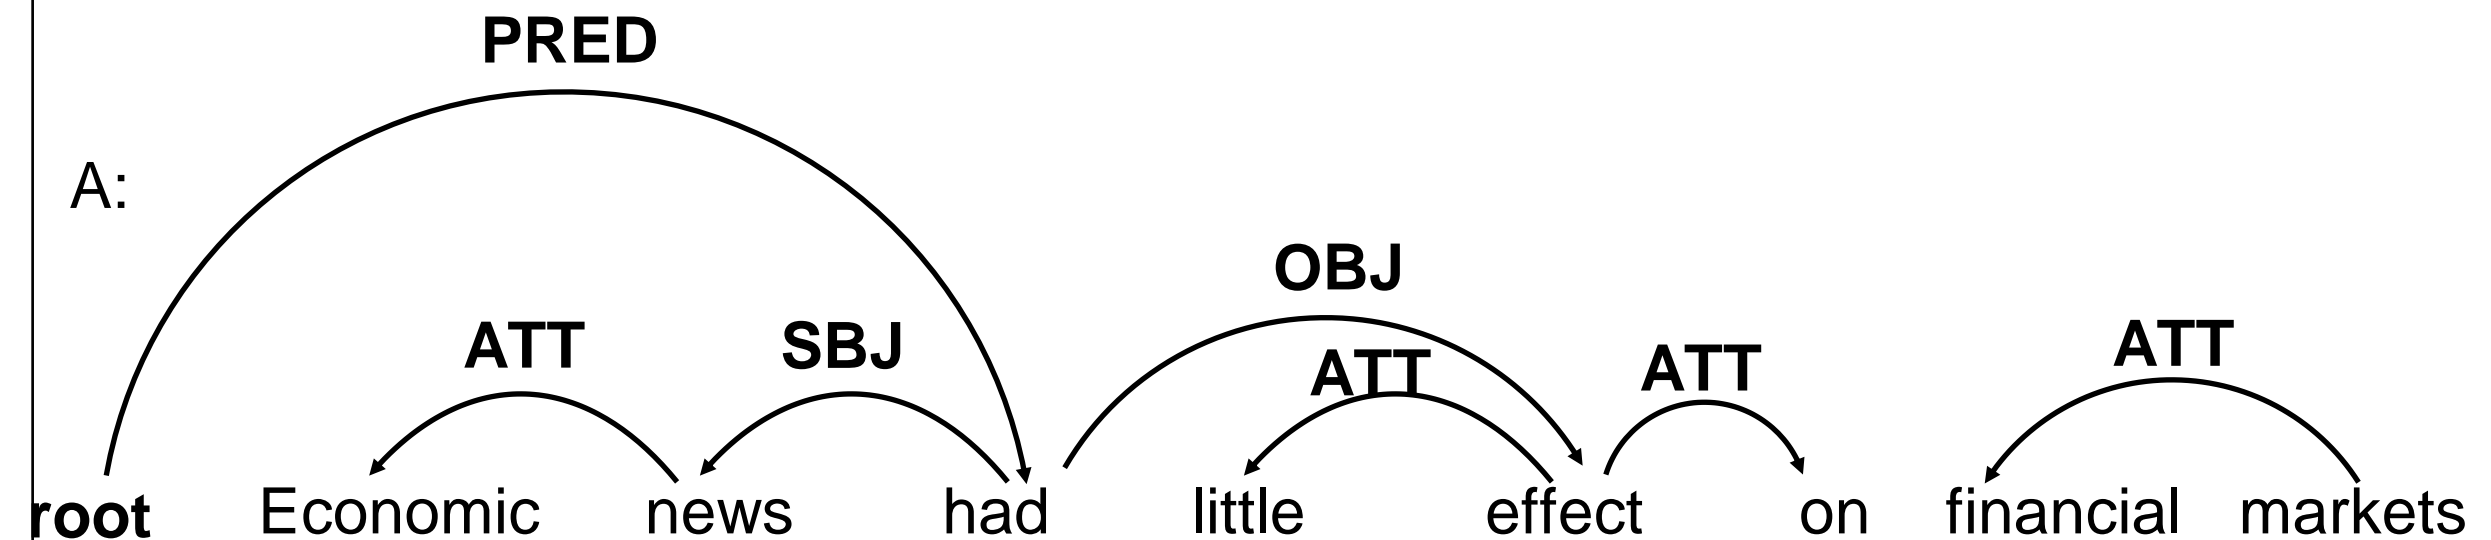 PRED
A:
OBJ
ATT SBJ ATT ATT ATT
root Economic news had little effect on financial markets